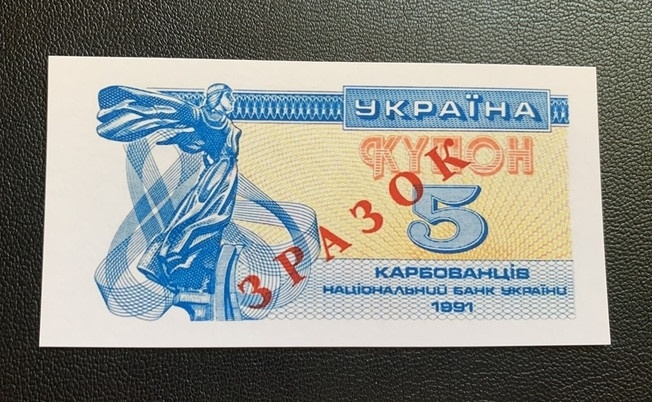 УКРАЇНА
КУПОН
5
ЗРАЗОК
КАРБОВАНЦІВ
НАЦІОНАЛЬНИЙ БАНК УКРАЇНИ
1991